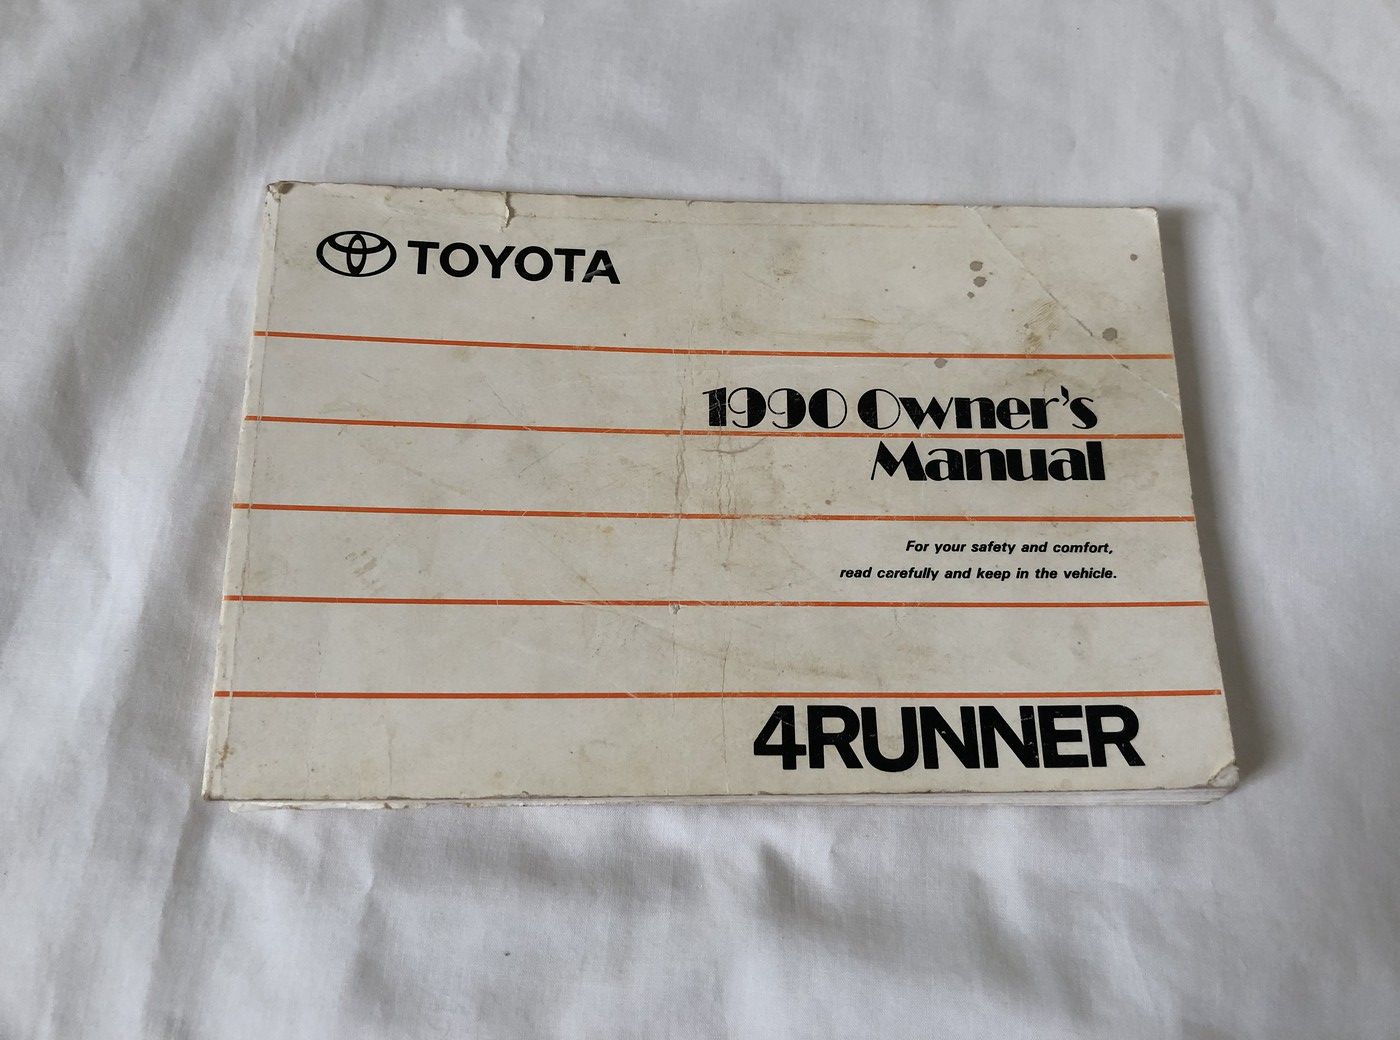 TOYOTA
1990 Owner's
Manual
For your safety and comfort,
read carefully and keep in the vehicle.
4RUNNER